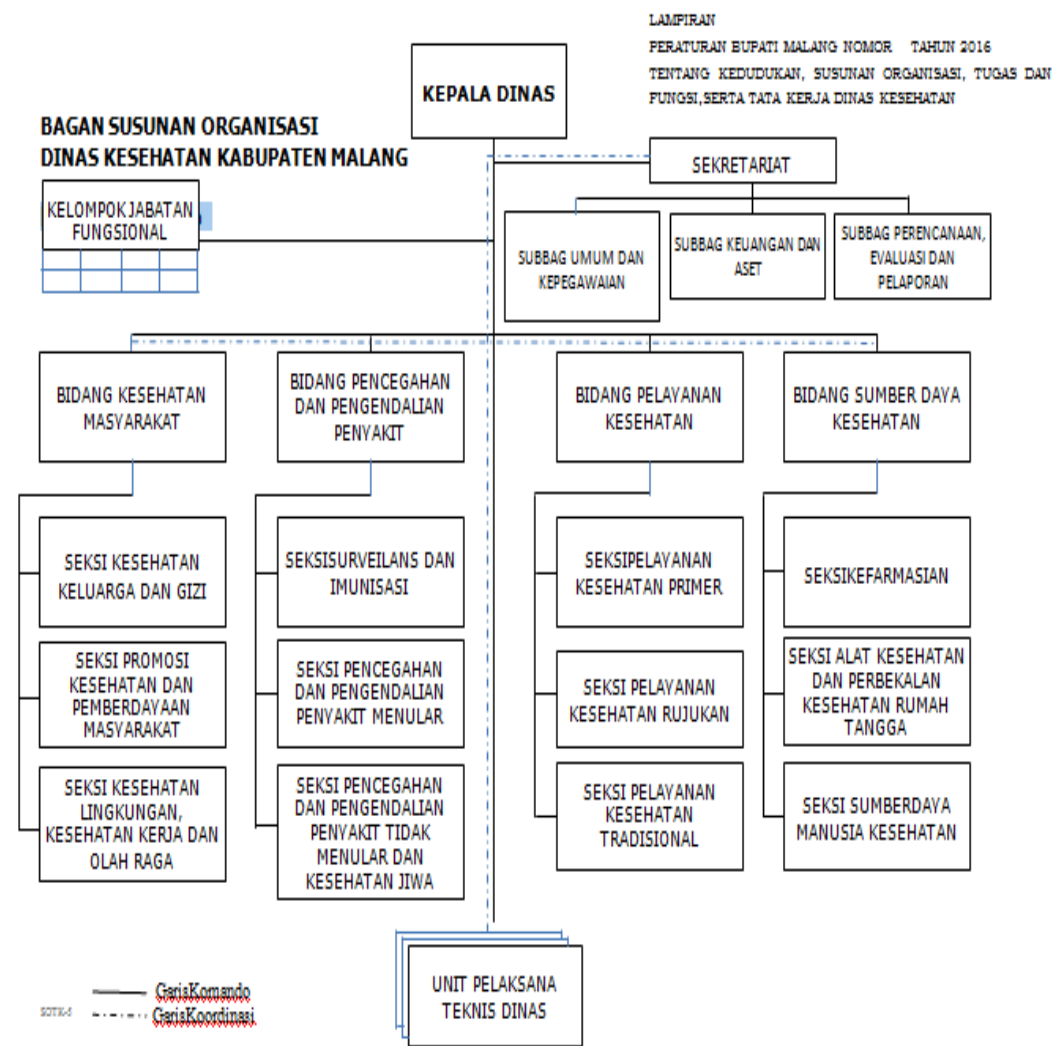 LAMPIRAN
PERATURAN BUPATI MALANG NOMOR TAHUN 2016
TENTANG KEDUDUKAN, SUSUNAN ORGANISASI, TUGAS DAN
FUNGSI,SERTA TATA KERJA DINAS KESEHATAN
KEPALA DINAS
BAGAN SUSUNAN ORGANISASI
DINAS KESEHATAN KABUPATEN MALANG
SEKRETARIAT
KELOMPOK JABATAN
FUNGSIONAL
SUBBAG UMUM DAN
KEPEGAWAIAN
SUBBAG KEUANGAN DAN
ASET
SUBBAG PERENCANAAN,
EVALUASI DAN
PELAPORAN
BIDANG KESEHATAN
MASYARAKAT
BIDANG PENCEGAHAN
DAN PENGENDALIAN
PENYAKIT
BIDANG PELAYANAN
KESEHATAN
BIDANG SUMBER DAYA
KESEHATAN
SEKSI KESEHATAN
KELUARGA DAN GIZI
SEKSISURVEILANS DAN
IMUNISASI
SEKSIPELAYANAN
KESEHATAN PRIMER
SEKSIKEFARMASIAN
SEKSI PROMOSI
KESEHATAN DAN
PEMBERDAYAAN
MASYARAKAT
SEKSI PENCEGAHAN
DAN PENGENDALIAN
PENYAKIT MENULAR
SEKSI PELAYANAN
KESEHATAN RUJUKAN
SEKSI ALAT KESEHATAN
DAN PERBEKALAN
KESEHATAN RUMAH
TANGGA
SEKSI KESEHATAN
LINGKUNGAN,
KESEHATAN KERJA DAN
OLAH RAGA
SEKSI PENCEGAHAN
DAN PENGENDALIAN
PENYAKIT TIDAK
MENULAR DAN
KESEHATAN JIWA
SEKSI PELAYANAN
KESEHATAN
TRADISIONAL
SEKSI SUMBERDAYA
MANUSIA KESEHATAN
UNIT PELAKSANA
TEKNIS DINAS
GarisKomando
SOTK-5
GarisKoordinasi